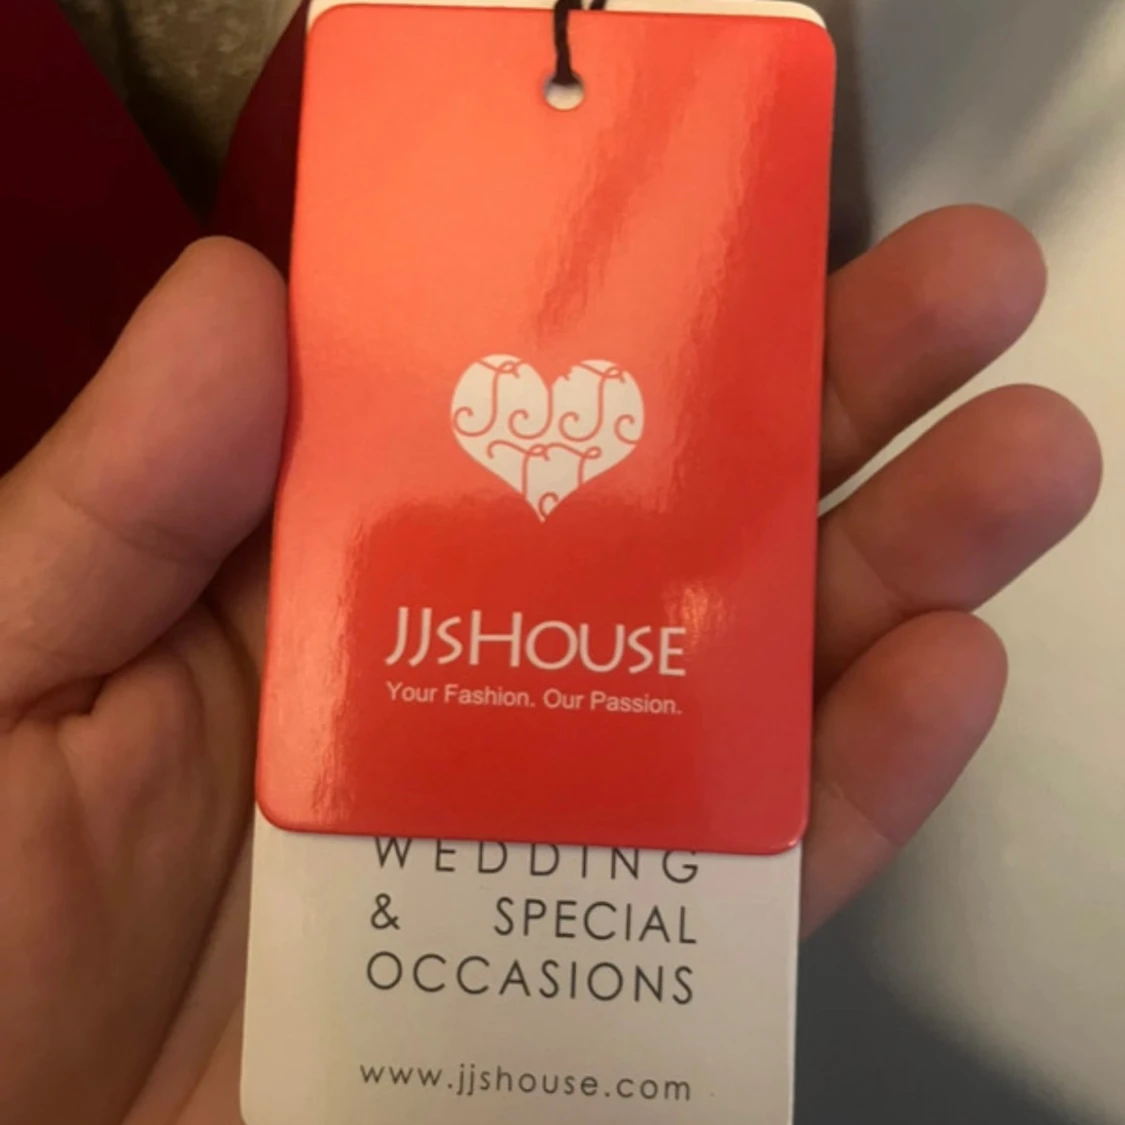 JJsHOUSE
Your Fashion. Our Passion.
WEDDING
& SPECIAL
OCCASIONS
www.jjshouse.com